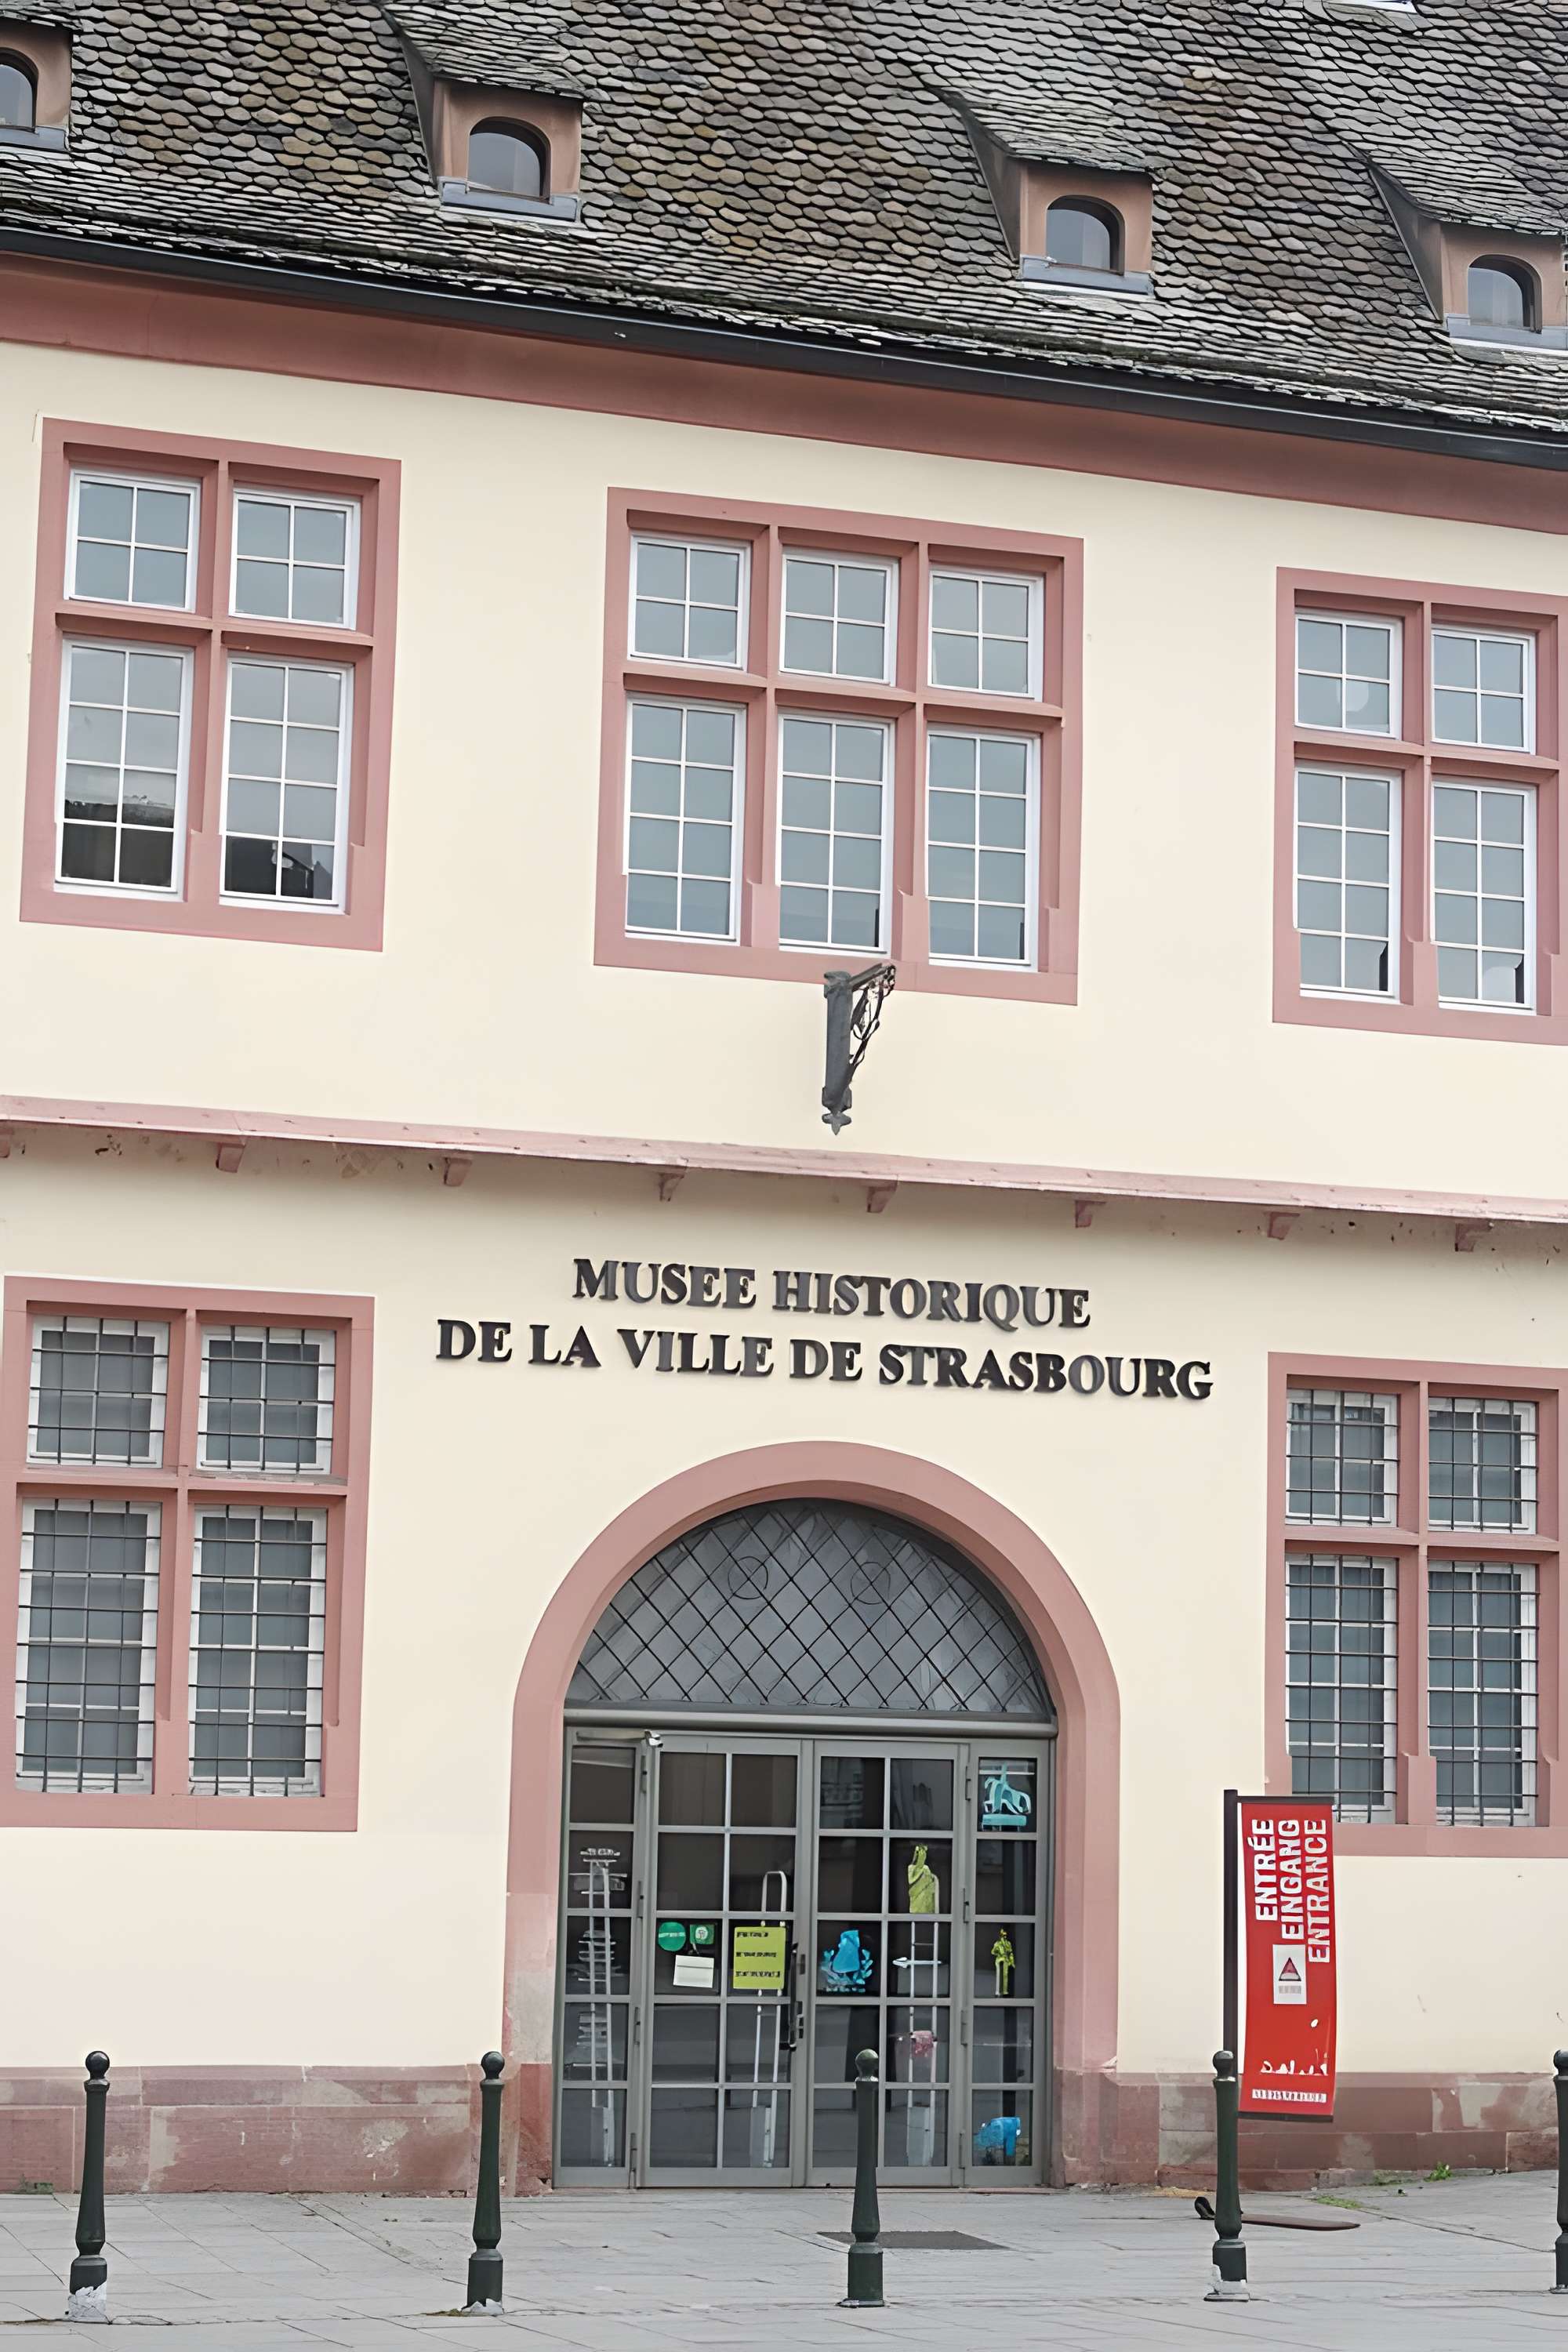 MUSEE HISTORIQUE
DE LA VILLE DE STRASBOURG
ENTRÉE
EINGANG
ENTRANCE